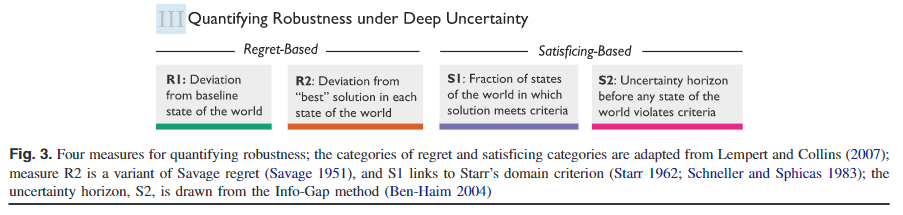 III Quantifying Robustness under Deep Uncertainty
Regret-Based
Satisficing-Based
R1: Deviation
from baseline
state of the world
R2: Deviation from
“best” solution in each
state of the world
S1: Fraction of states
of the world in which
solution meets criteria
S2: Uncertainty horizon
before any state of the
world violates criteria
Fig. 3. Four measures for quantifying robustness; the categories of regret and satisficing categories are adapted from Lempert and Collins (2007);
measure R2 is a variant of Savage regret (Savage 1951), and S1 links to Starr’s domain criterion (Starr 1962; Schneller and Sphicas 1983); the
uncertainty horizon, S2, is drawn from the Info-Gap method (Ben-Haim 2004)